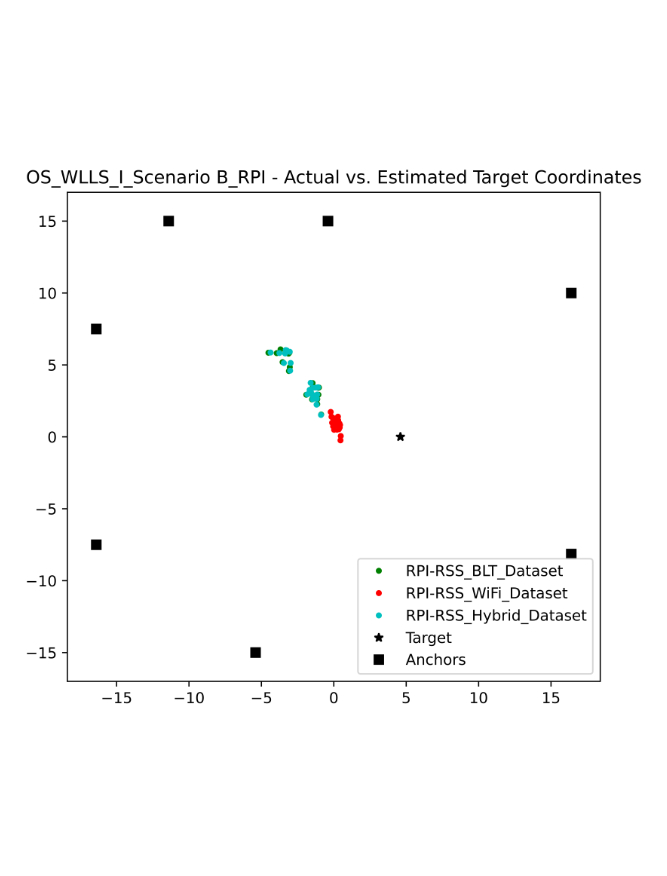 OS_WLLS_I_Scenario B_RPI - Actual vs. Estimated Target Coordinates
15
10
5
0
−5
−10
−15
RPI-RSS_BLT_Dataset
RPI-RSS_WiFi_Dataset
RPI-RSS_Hybrid_Dataset
Target
Anchors
−15 −10 −5 0 5 10 15